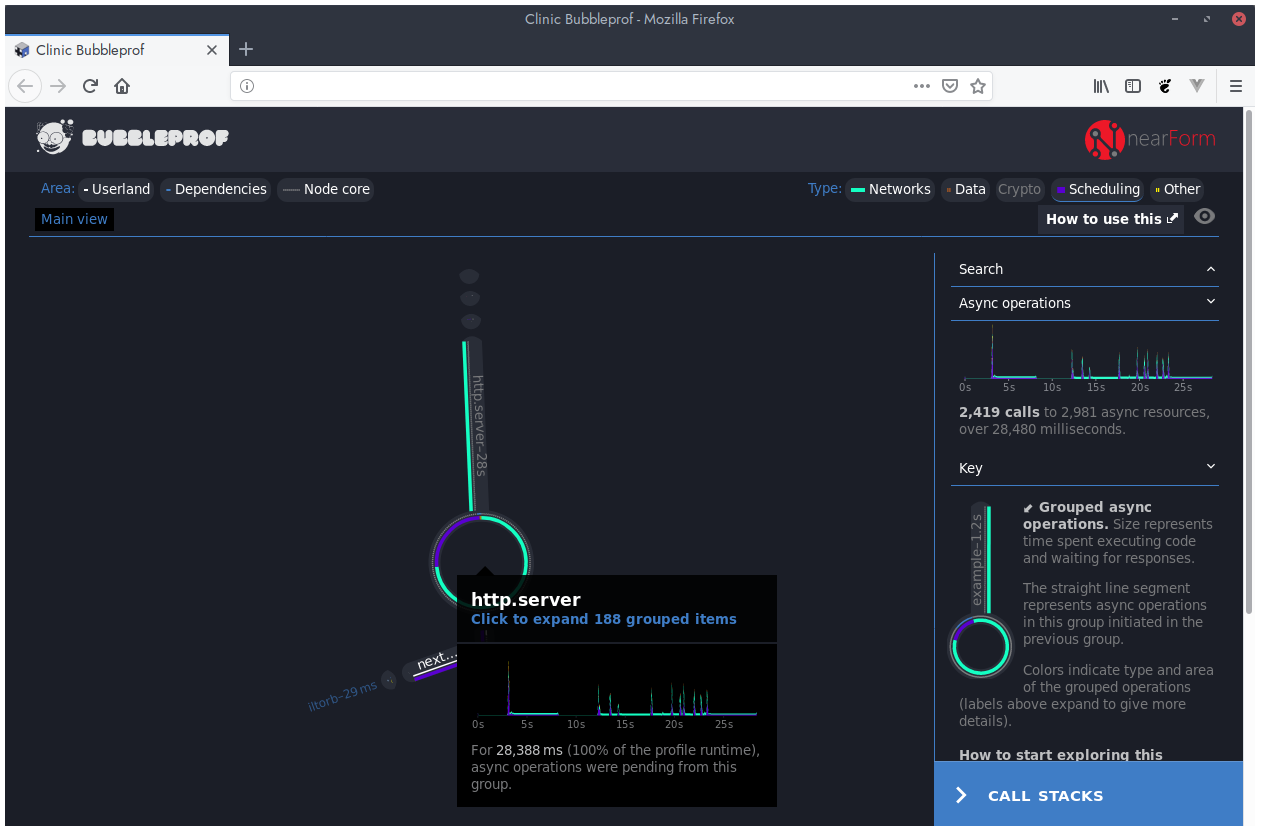 Clinic Bubbleprof - Mozilla Firefox
Clinic Bubbleprof
BUBBLEPROF
nearForm
Area: Userland Dependencies Node core
Type: Networks Data Crypto Scheduling Other
Main view
How to use this
http.server–28s
next...
iltorb–29 ms
http.server
Click to expand 188 grouped items
0s 5s 10s 15s 20s 25s
For 28,388 ms (100% of the profile runtime),
async operations were pending from this
group.
Search
Async operations
0s 5s 10s 15s 20s 25s
2,419 calls to 2,981 async resources,
over 28,480 milliseconds.
Key
example–1.2s
Grouped async
operations. Size represents
time spent executing code
and waiting for responses.
The straight line segment
represents async operations
in this group initiated in the
previous group.
Colors indicate type and area
of the grouped operations
(labels above expand to give more
details).
How to start exploring this
CALL STACKS